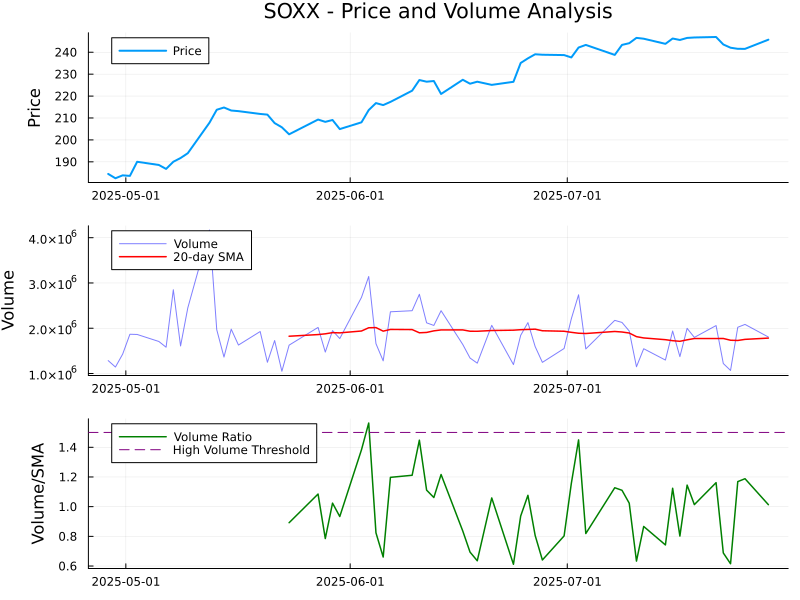 SOXX - Price and Volume Analysis
Price
240
230
220
210
200
190
Price
2025-05-01 2025-06-01 2025-07-01
4.0×10⁶
3.0×10⁶
2.0×10⁶
1.0×10⁶
Volume
Volume
20-day SMA
2025-05-01 2025-06-01 2025-07-01
1.4
1.2
1.0
0.8
0.6
Volume/SMA
Volume Ratio
High Volume Threshold
2025-05-01 2025-06-01 2025-07-01